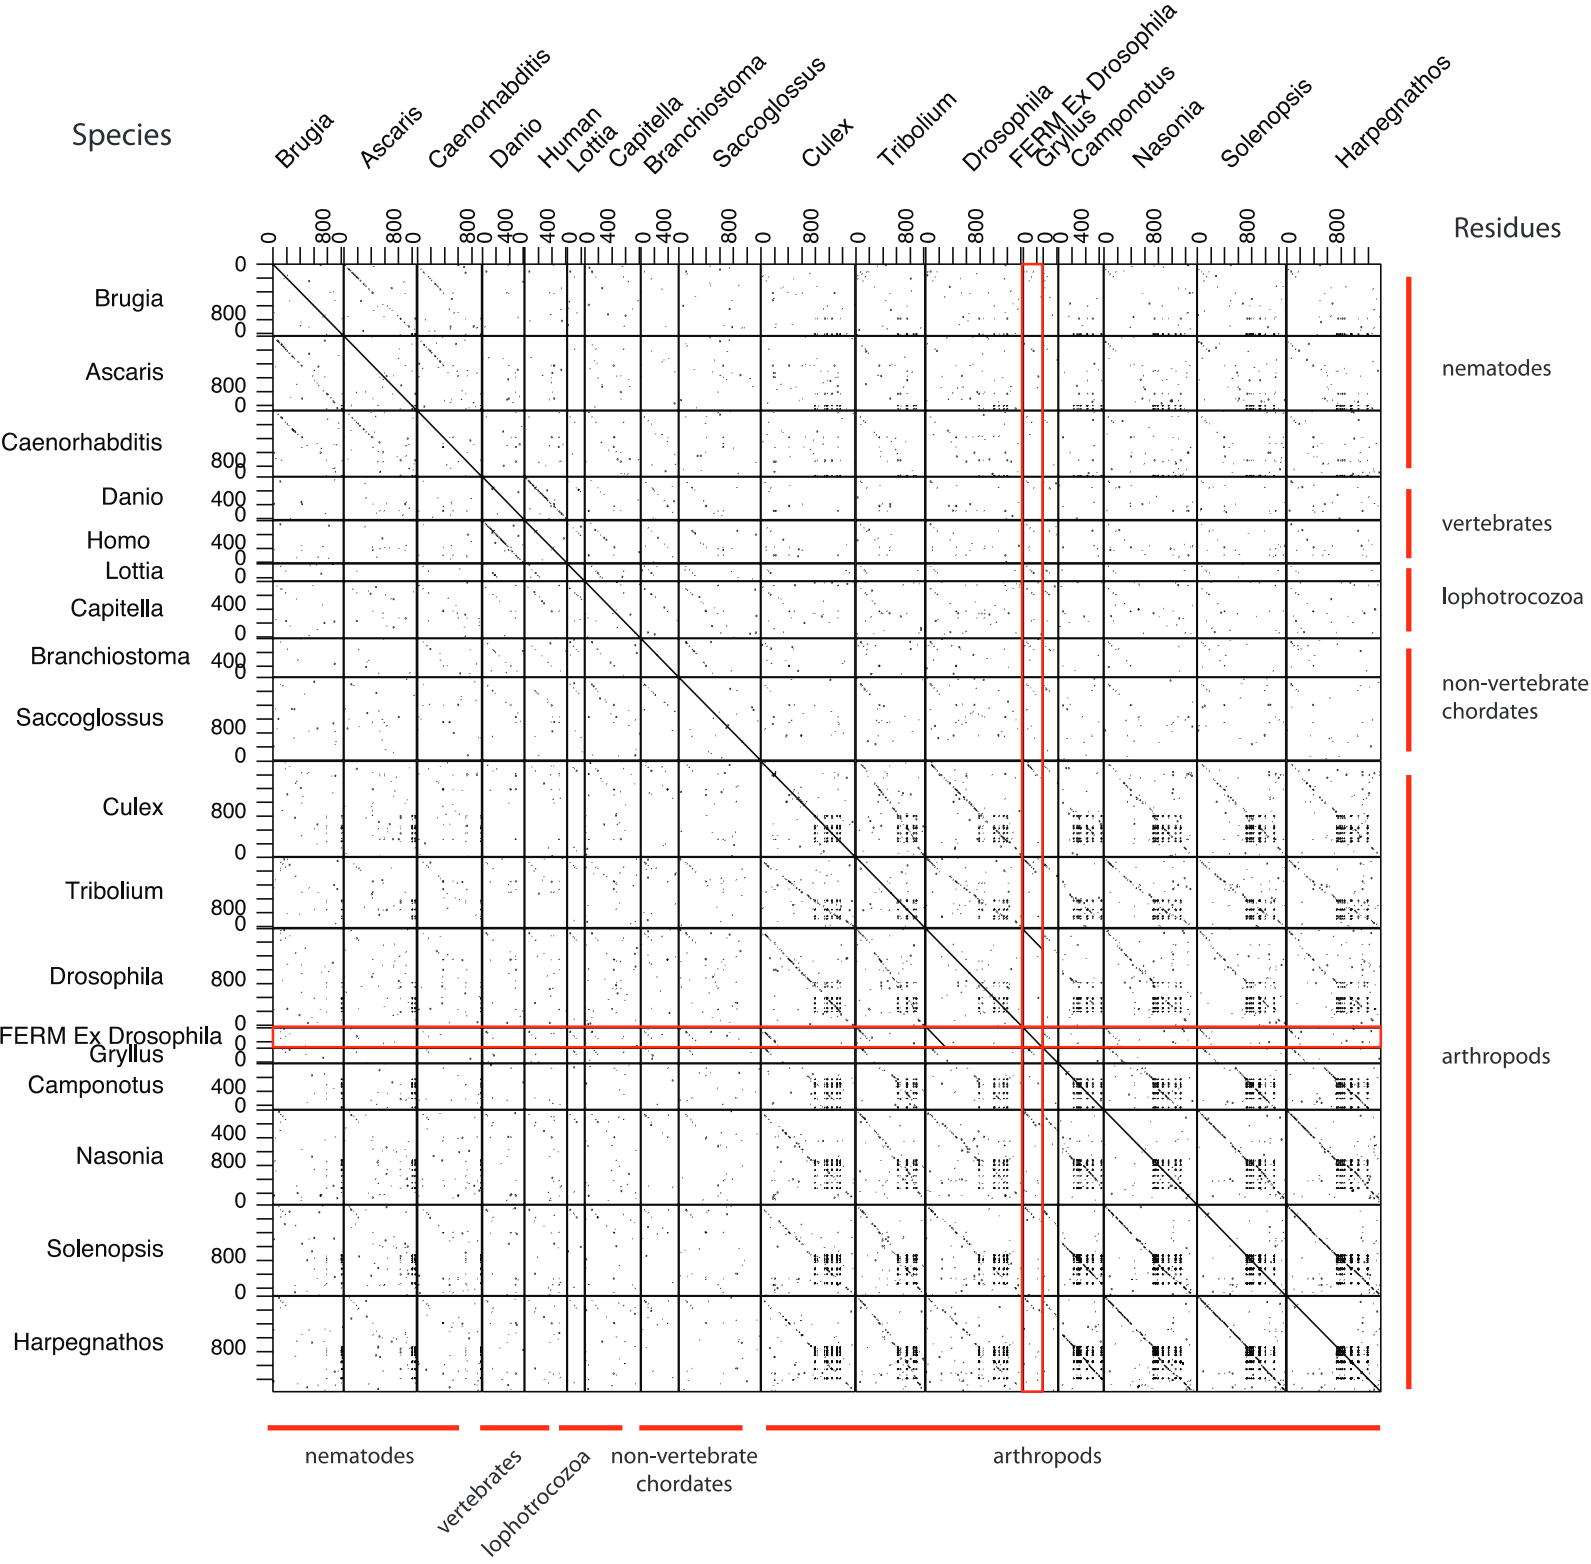 Species
Brugia
Ascaris
Caenorhabditis
Danio
Human
Lottia
Capitella
Branchiostoma
Saccoglossus
Culex
Tribolium
Drosophila
FERM Ex Drosophila
Gryllus
Camponotus
Nasonia
Solenopsis
Harpegnathos
Residues
0 800 0 800 0 800 0 400 0 400 0 0 400 0 400 0 800 0 800 0 800 0 800 0 0 0 400 0 800 0 800 0 800
0
Brugia
800
0
Ascaris
800
0
Caenorhabditis
800
0
Danio
400
0
Homo
400
0
Lottia
0
Capitella
400
0
Branchiostoma
400
0
Saccoglossus
800
0
Culex
800
0
Tribolium
800
0
Drosophila
800
0
FERM Ex Drosophila
0
Gryllus
0
Camponotus
400
0
400
Nasonia
800
0
Solenopsis
800
0
Harpegnathos
800
nematodes
vertebrates
lophotrocozoa
non-vertebrate
chordates
arthropods
nematodes
vertebrates
lophotrocozoa
non-vertebrate
chordates
arthropods